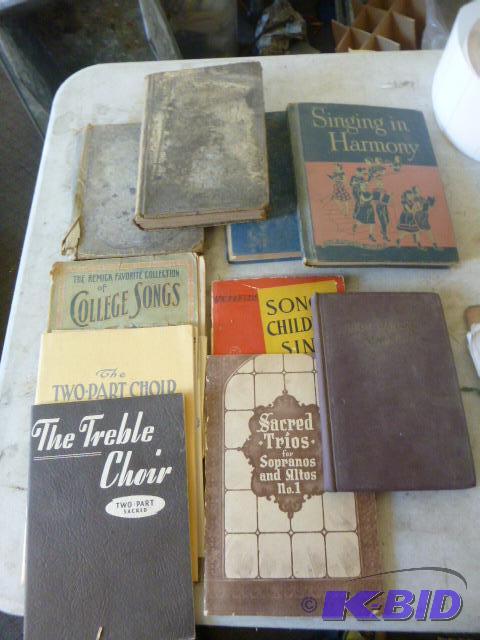 Singing in
Harmony
THE REMICK FAVORITE COLLECTION
of
COLLEGE SONGS
SON
CHILD
SIN
The
TWO-PART CHOIR
The Treble
Choir
TWO-PART
SACRED
Sacred
Trios
for
Sopranos
and Altos
No.1
© K-BID